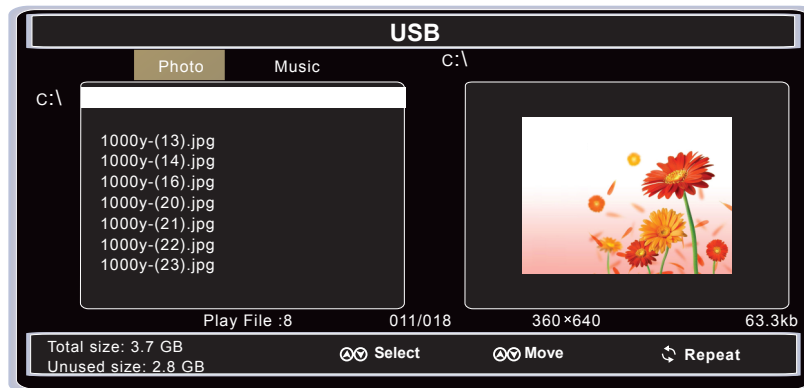 USB
Photo Music C:\
C:\
1000y-(13).jpg
1000y-(14).jpg
1000y-(16).jpg
1000y-(20).jpg
1000y-(21).jpg
1000y-(22).jpg
1000y-(23).jpg
Play File :8 011/018 360×640 63.3kb
Total size: 3.7 GB
Unused size: 2.8 GB
Select Move Repeat